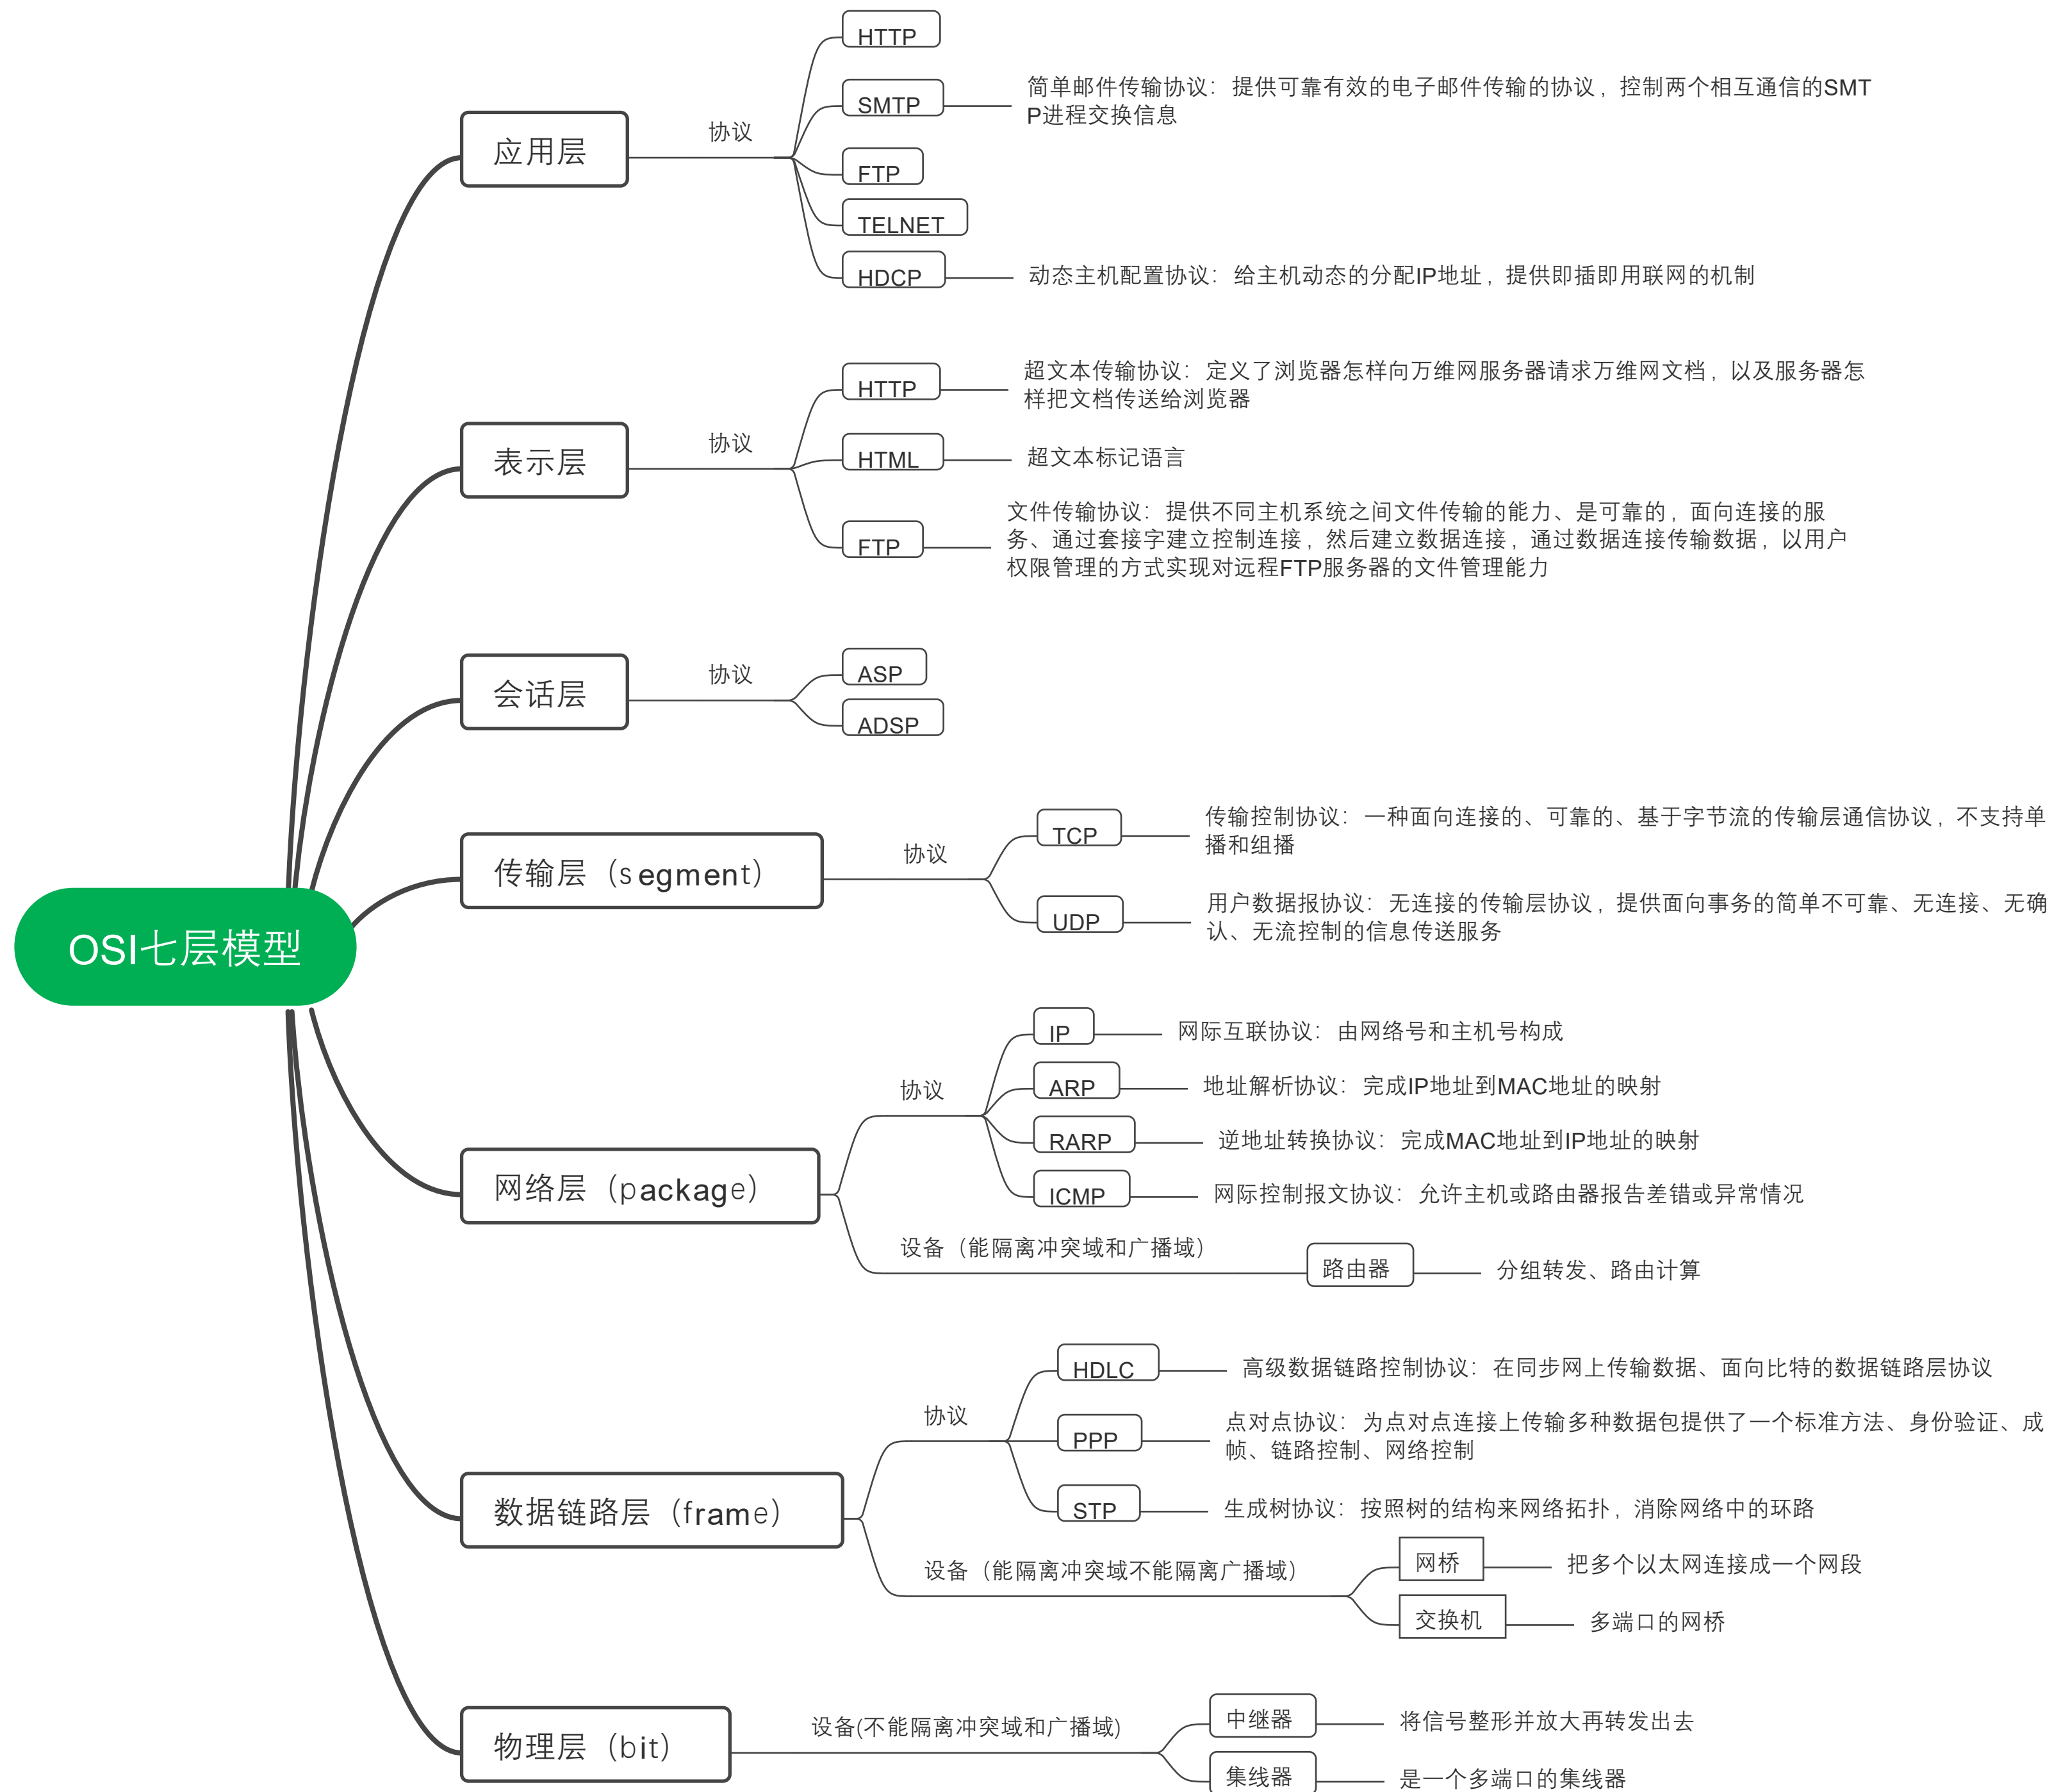 OSI七层模型
应用层
协议
HTTP
SMTP
简单邮件传输协议：提供可靠有效的电子邮件传输的协议，控制两个相互通信的SMT
P进程交换信息
FTP
TELNET
HDCP
动态主机配置协议：给主机动态的分配IP地址，提供即插即用联网的机制
表示层
协议
HTTP
超文本传输协议：定义了浏览器怎样向万维网服务器请求万维网文档，以及服务器怎
样把文档传送给浏览器
HTML
超文本标记语言
FTP
文件传输协议：提供不同主机系统之间文件传输的能力、是可靠的，面向连接的服
务、通过套接字建立控制连接，然后建立数据连接，通过数据连接传输数据，以用户
权限管理的方式实现对远程FTP服务器的文件管理能力
会话层
协议
ASP
ADSP
传输层（segment）
协议
TCP
传输控制协议：一种面向连接的、可靠的、基于字节流的传输层通信协议，不支持单
播和组播
UDP
用户数据报协议：无连接的传输层协议，提供面向事务的简单不可靠、无连接、无确
认、无流控制的信息传送服务
网络层（package）
协议
IP
网际互联协议：由网络号和主机号构成
ARP
地址解析协议：完成IP地址到MAC地址的映射
RARP
逆地址转换协议：完成MAC地址到IP地址的映射
ICMP
网际控制报文协议：允许主机或路由器报告差错或异常情况
设备（能隔离冲突域和广播域）
路由器
分组转发、路由计算
数据链路层（frame）
协议
HDLC
高级数据链路控制协议：在同步网上传输数据、面向比特的数据链路层协议
PPP
点对点协议：为点对点连接上传输多种数据包提供了一个标准方法、身份验证、成
帧、链路控制、网络控制
STP
生成树协议：按照树的结构来网络拓扑，消除网络中的环路
设备（能隔离冲突域不能隔离广播域）
网桥
把多个以太网连接成一个网段
交换机
多端口的网桥
物理层（bit）
设备(不能隔离冲突域和广播域)
中继器
将信号整形并放大再转发出去
集线器
是一个多端口的集线器